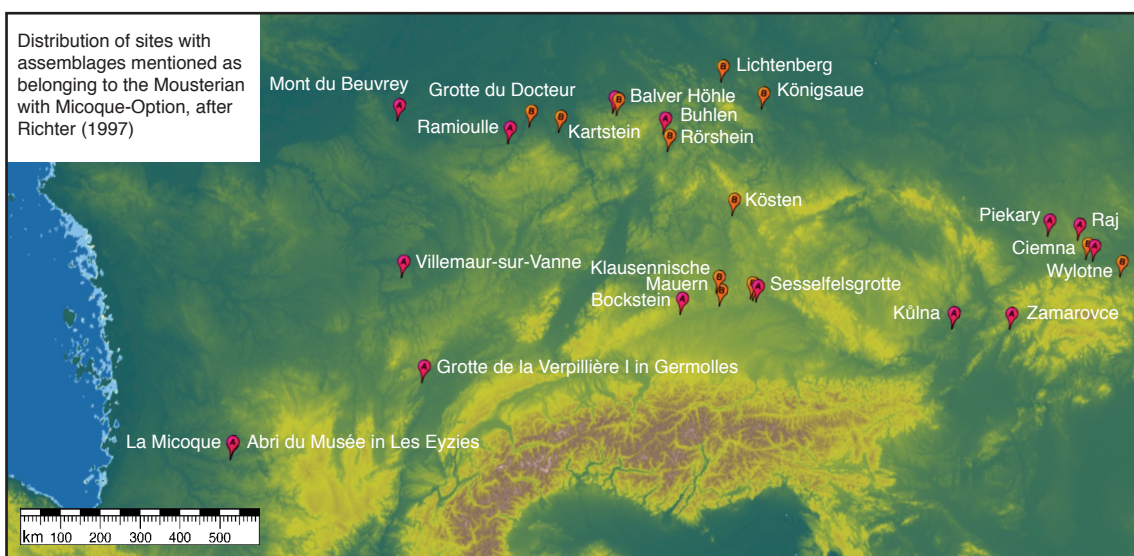 Distribution of sites with
assemblages mentioned as
belonging to the Mousterian
with Micoque-Option, after
Richter (1997)
Lichtenberg
Mont du Beuvrey
Grotte du Docteur
Balver Höhle
Königsaue
A
B
B
A
B
B
B
A
Buhlen
Ramioulle
A
Kartstein
B
Rörshein
B
Kösten
Piekary
A
A
Raj
Ciemna
B
A
Wylotne
B
A
Villemaur-sur-Vanne
Klausennische
B
Mauern
B
B
A
Sesselfelsgrotte
Bockstein
A
Kůlna
A
A
Zamarovce
A
Grotte de la Verpillière I in Germolles
La Micoque
A
Abri du Musée in Les Eyzies
km 100 200 300 400 500